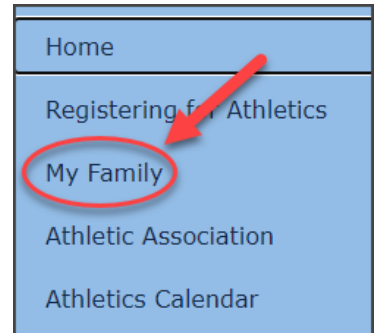 Home
Registering for Athletics
My Family
Athletic Association
Athletics Calendar